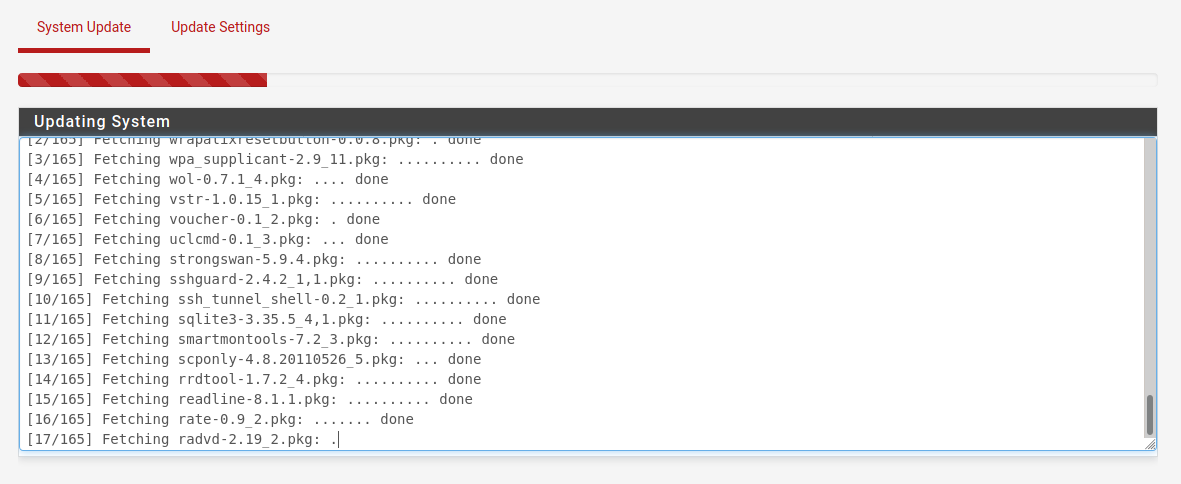 System Update Update Settings
Updating System
[2/165] Fetching wrapalixresetbutton-0.0.8.pkg: . done
[3/165] Fetching wpa_supplicant-2.9_11.pkg: .......... done
[4/165] Fetching wol-0.7.1_4.pkg: .... done
[5/165] Fetching vstr-1.0.15_1.pkg: .......... done
[6/165] Fetching voucher-0.1_2.pkg: . done
[7/165] Fetching uclcmd-0.1_3.pkg: ... done
[8/165] Fetching strongswan-5.9.4.pkg: .......... done
[9/165] Fetching sshguard-2.4.2_1,1.pkg: .......... done
[10/165] Fetching ssh_tunnel_shell-0.2_1.pkg: .......... done
[11/165] Fetching sqlite3-3.35.5_4,1.pkg: .......... done
[12/165] Fetching smartmontools-7.2_3.pkg: .......... done
[13/165] Fetching scponly-4.8.20110526_5.pkg: ... done
[14/165] Fetching rrdtool-1.7.2_4.pkg: .......... done
[15/165] Fetching readline-8.1.1.pkg: .......... done
[16/165] Fetching rate-0.9_2.pkg: ....... done
[17/165] Fetching radvd-2.19_2.pkg: .